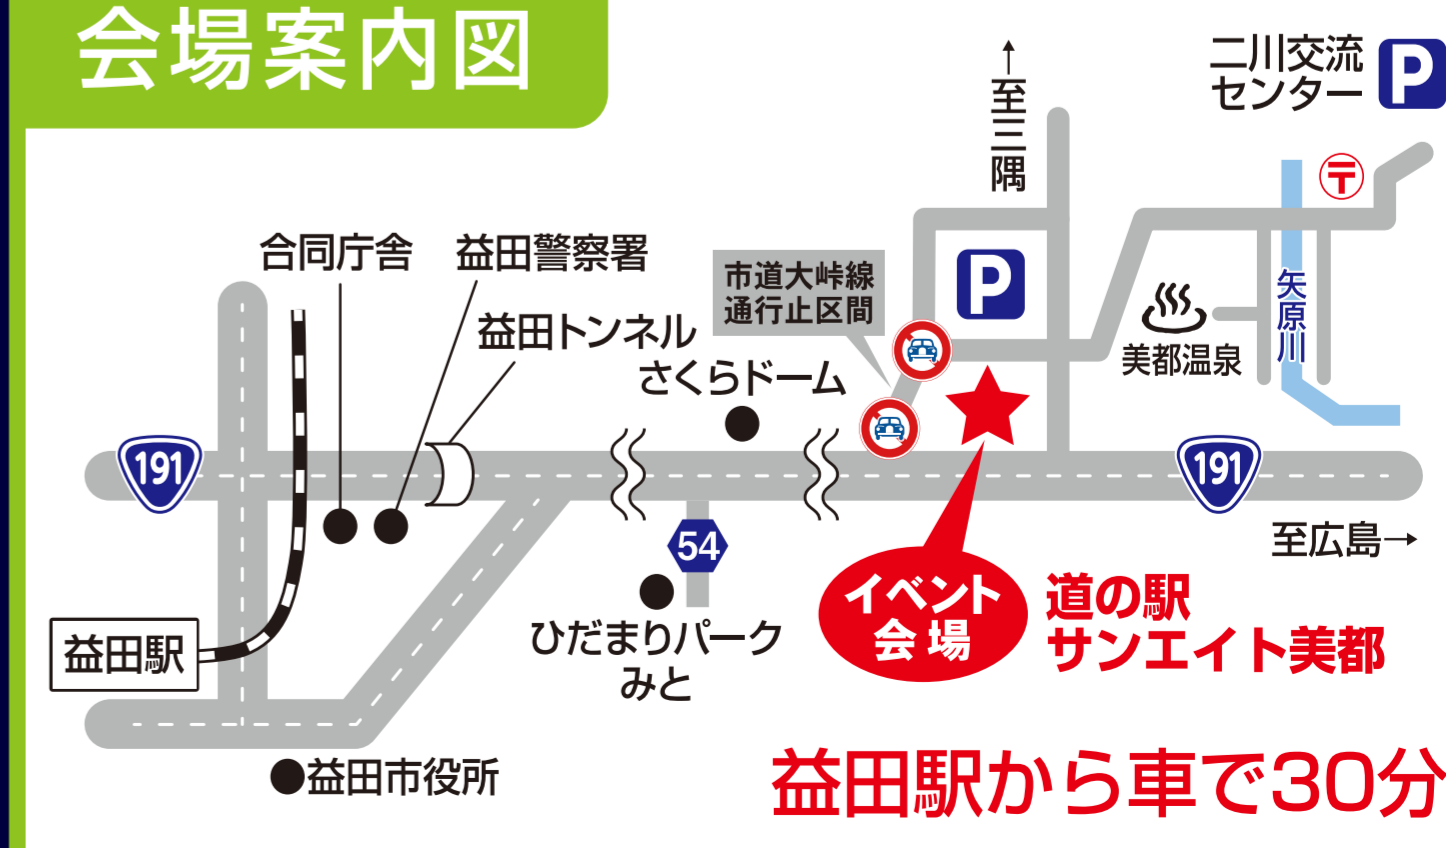 会場案内図
二川交流
センター
P
→至三隅
〒
合同庁舎
益田警察署
市道大峠線
通行止区間
P
益田トンネル
さくらドーム
美都温泉
矢原川
191
191
至広島→
54
イベント
会場
道の駅
サンエイト美都
ひだまりパーク
みと
益田駅
益田市役所
益田駅から車で30分